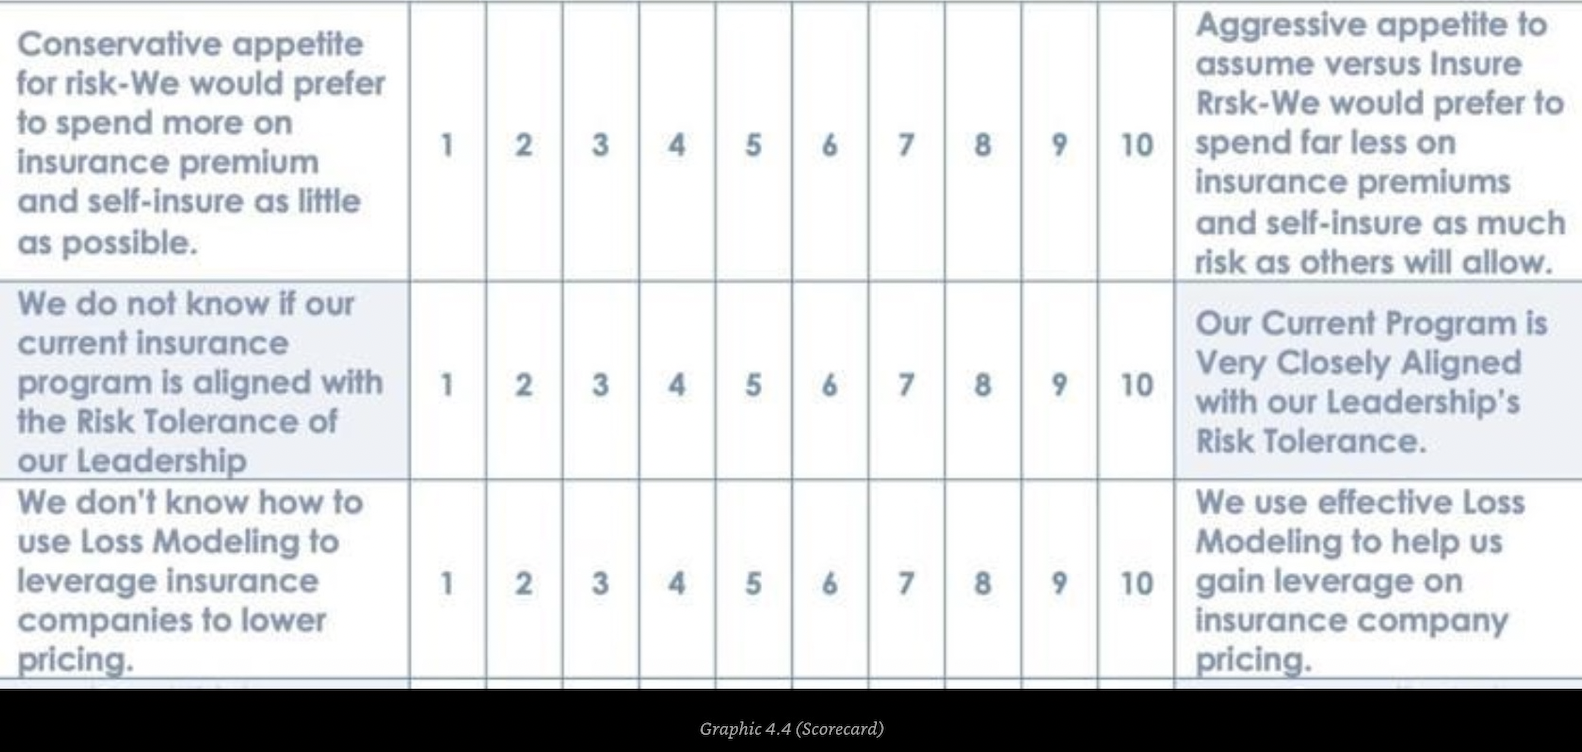 Conservative appetite
for risk-We would prefer
to spend more on
insurance premium
and self-insure as little
as possible.
1 2 3 4 5 6 7 8 9 10
Aggressive appetite to
assume versus Insure
Rrsk-We would prefer to
spend far less on
insurance premiums
and self-insure as much
risk as others will allow.
We do not know if our
current insurance
program is aligned with
the Risk Tolerance of
our Leadership
1 2 3 4 5 6 7 8 9 10
Our Current Program is
Very Closely Aligned
with our Leadership's
Risk Tolerance.
We don't know how to
use Loss Modeling to
leverage insurance
companies to lower
pricing.
1 2 3 4 5 6 7 8 9 10
We use effective Loss
Modeling to help us
gain leverage on
insurance company
pricing.
Graphic 4.4 (Scorecard)